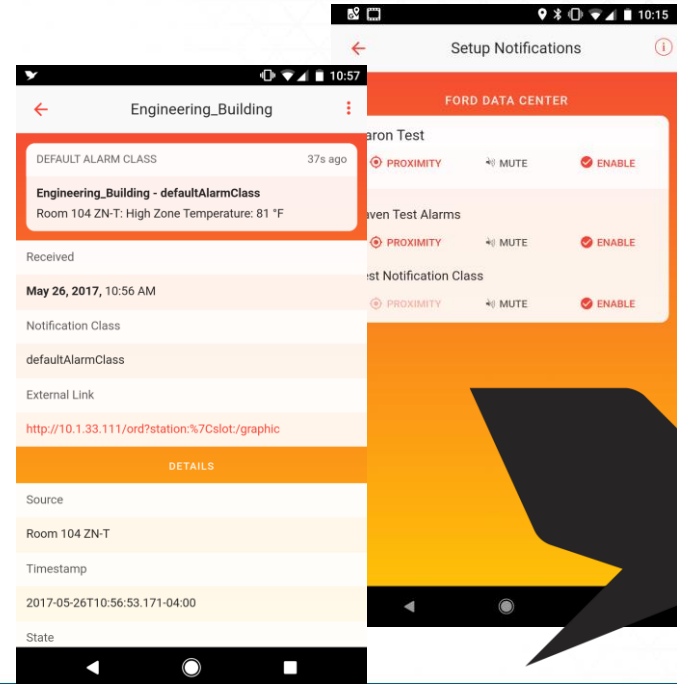 10:57
Engineering_Building
DEFAULT ALARM CLASS 37s ago
Engineering_Building - defaultAlarmClass
Room 104 ZN-T: High Zone Temperature: 81 °F
Received
May 26, 2017, 10:56 AM
Notification Class
defaultAlarmClass
External Link
http://10.1.33.111/ord?station:%7Cslot:/graphic
DETAILS
Source
Room 104 ZN-T
Timestamp
2017-05-26T10:56:53.171-04:00
State
10:15
Setup Notifications
FORD DATA CENTER
aron Test
PROXIMITY MUTE ENABLE
aven Test Alarms
PROXIMITY MUTE ENABLE
est Notification Class
PROXIMITY MUTE ENABLE